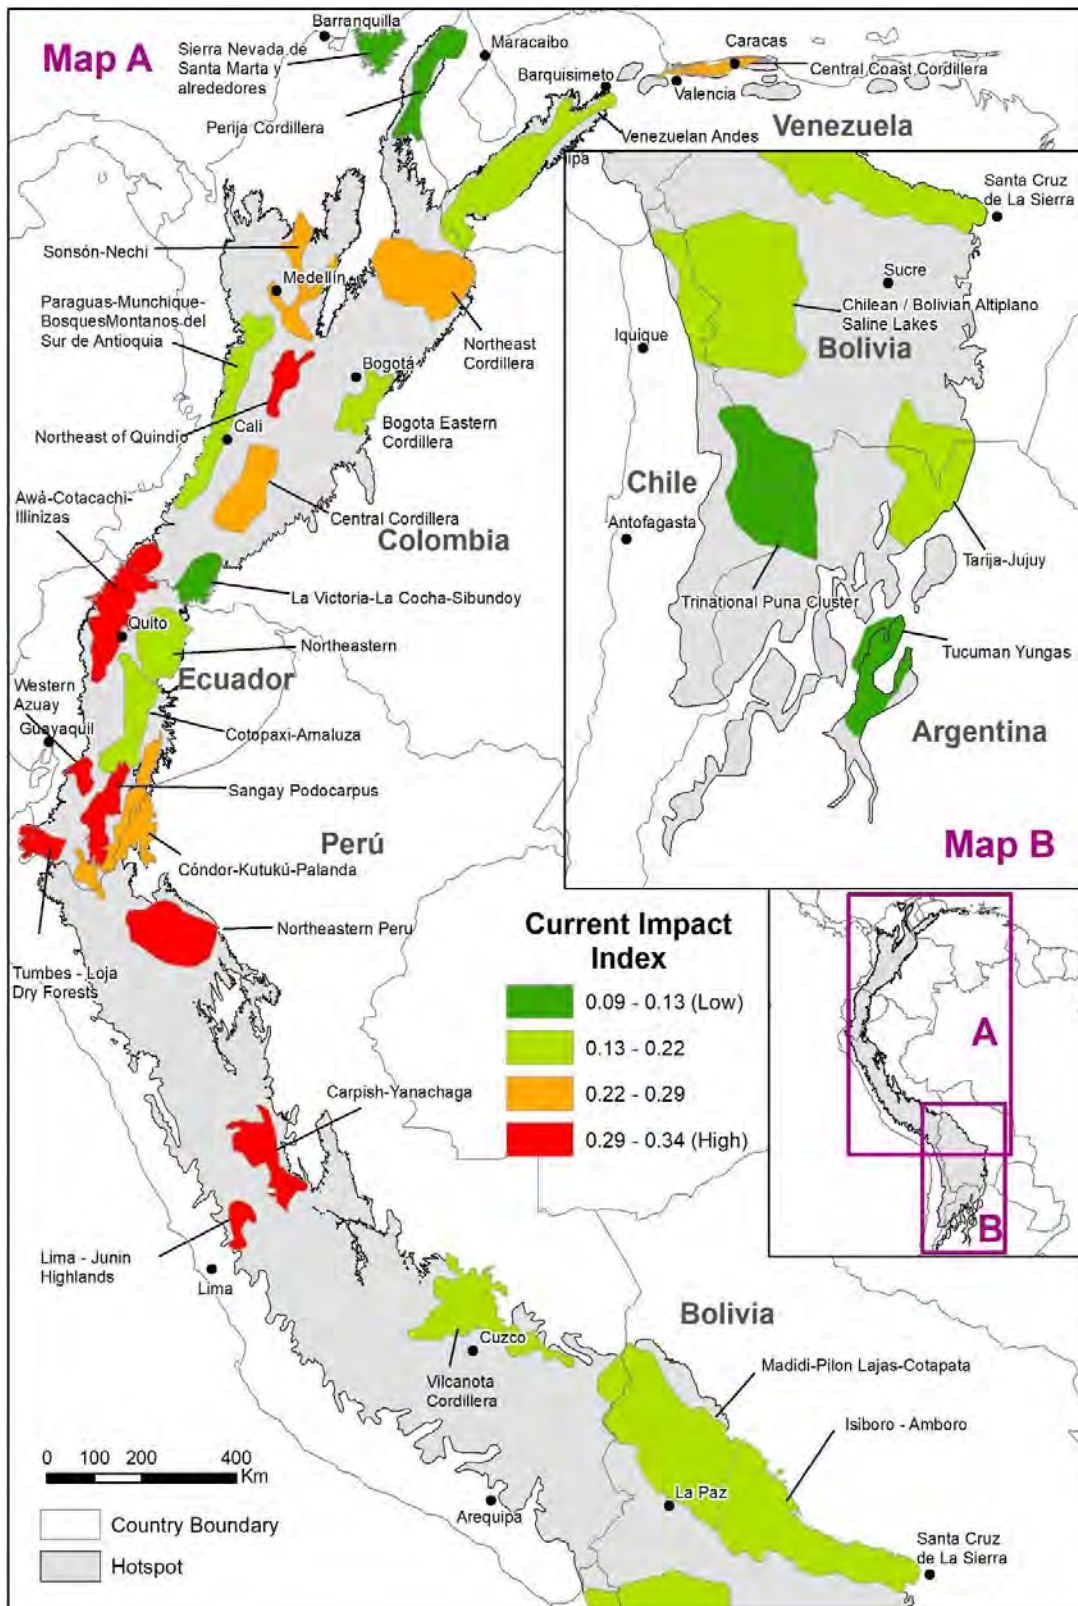 Map A
Barranquilla
Sierra Nevada de
Santa Marta y
alrededores
Maracaibo
Perija Cordillera
Barquisimeto
Caracas
Central Coast Cordillera
Valencia
Venezuelan Andes
Venezuela
Sonsón-Nechi
Medellín
Paraguas-Munchique-
BosquesMontanos del
Sur de Antioquia
Northeast
Cordillera
Bogotá
Northeast of Quindio
Cali
Bogota Eastern
Cordillera
Awá-Cotacachi-
Illinizas
Central Cordillera
Colombia
La Victoria-La Cocha-Sibundoy
Quito
Northeastern
Ecuador
Western
Azuay
Guayaquil
Cotopaxi-Amaluza
Sangay Podocarpus
Perú
Cóndor-Kutukú-Palanda
Northeastern Peru
Tumbes - Loja
Dry Forests
Carpish-Yanachaga
Lima - Junin
Highlands
Lima
Cuzco
Vilcanota
Cordillera
Bolivia
Madidi-Pilon Lajas-Cotapata
Isiboro - Amboro
La Paz
Arequipa
Santa Cruz
de La Sierra
0 100 200 400
Km
Country Boundary
Hotspot
ipa
Santa Cruz
de La Sierra
Sucre
Chilean / Bolivian Altiplano
Saline Lakes
Iquique
Bolivia
Chile
Antofagasta
Tarija-Jujuy
Trinational Puna Cluster
Tucuman Yungas
Argentina
Map B
Current Impact
Index
0.09 - 0.13 (Low)
0.13 - 0.22
0.22 - 0.29
0.29 - 0.34 (High)
A
B